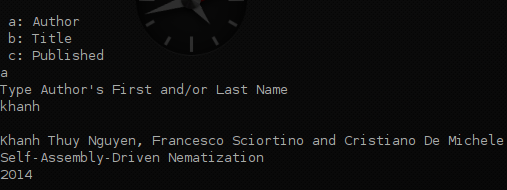 a: Author
b: Title
c: Published
a
Type Author's First and/or Last Name
khanh
Khanh Thuy Nguyen, Francesco Sciortino and Cristiano De Michele
Self-Assembly-Driven Nematization
2014